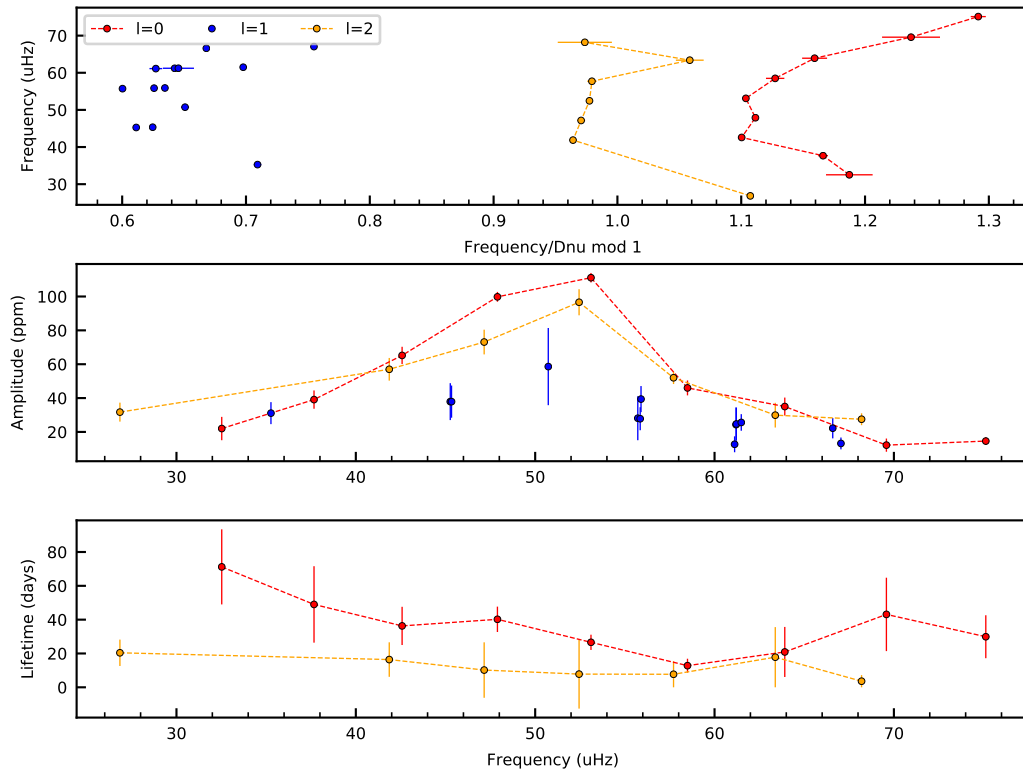 l=0 l=1 l=2
Frequency (uHz)
70
60
50
40
30
0.6 0.7 0.8 0.9 1.0 1.1 1.2 1.3
Frequency/Dnu mod 1
Amplitude (ppm)
100
80
60
40
20
30 40 50 60 70
Lifetime (days)
80
60
40
20
0
30 40 50 60 70
Frequency (uHz)